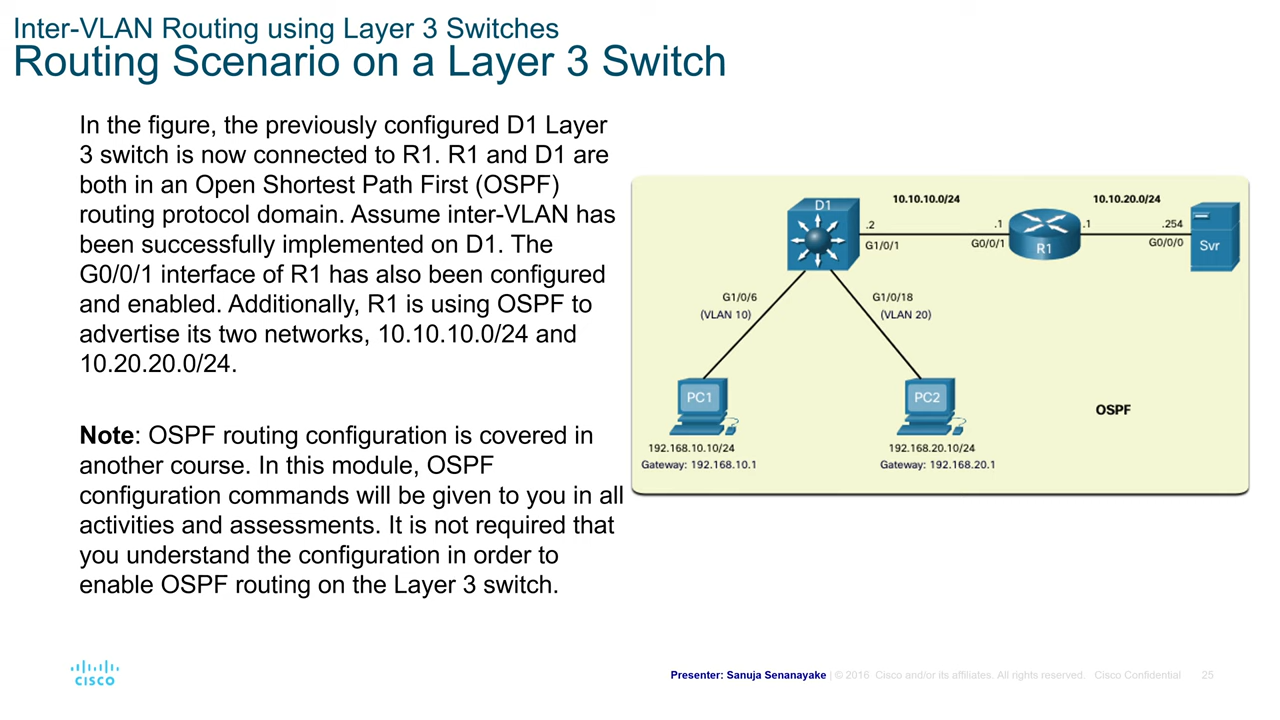 Inter-VLAN Routing using Layer 3 Switches
Routing Scenario on a Layer 3 Switch
In the figure, the previously configured D1 Layer
3 switch is now connected to R1. R1 and D1 are
both in an Open Shortest Path First (OSPF)
routing protocol domain. Assume inter-VLAN has
been successfully implemented on D1. The
G0/0/1 interface of R1 has also been configured
and enabled. Additionally, R1 is using OSPF to
advertise its two networks, 10.10.10.0/24 and
10.20.20.0/24.
Note: OSPF routing configuration is covered in
another course. In this module, OSPF
configuration commands will be given to you in all
activities and assessments. It is not required that
you understand the configuration in order to
enable OSPF routing on the Layer 3 switch.
D1
10.10.10.0/24
10.10.20.0/24
.2
.1
.1
.254
G1/0/1
G0/0/1
R1
G0/0/0
Svr
G1/0/6
(VLAN 10)
G1/0/18
(VLAN 20)
PC1
PC2
OSPF
192.168.10.10/24
Gateway: 192.168.10.1
192.168.20.10/24
Gateway: 192.168.20.1
CISCO
Presenter: Sanuja Senanayake | © 2016 Cisco and/or its affiliates. All rights reserved. Cisco Confidential 25